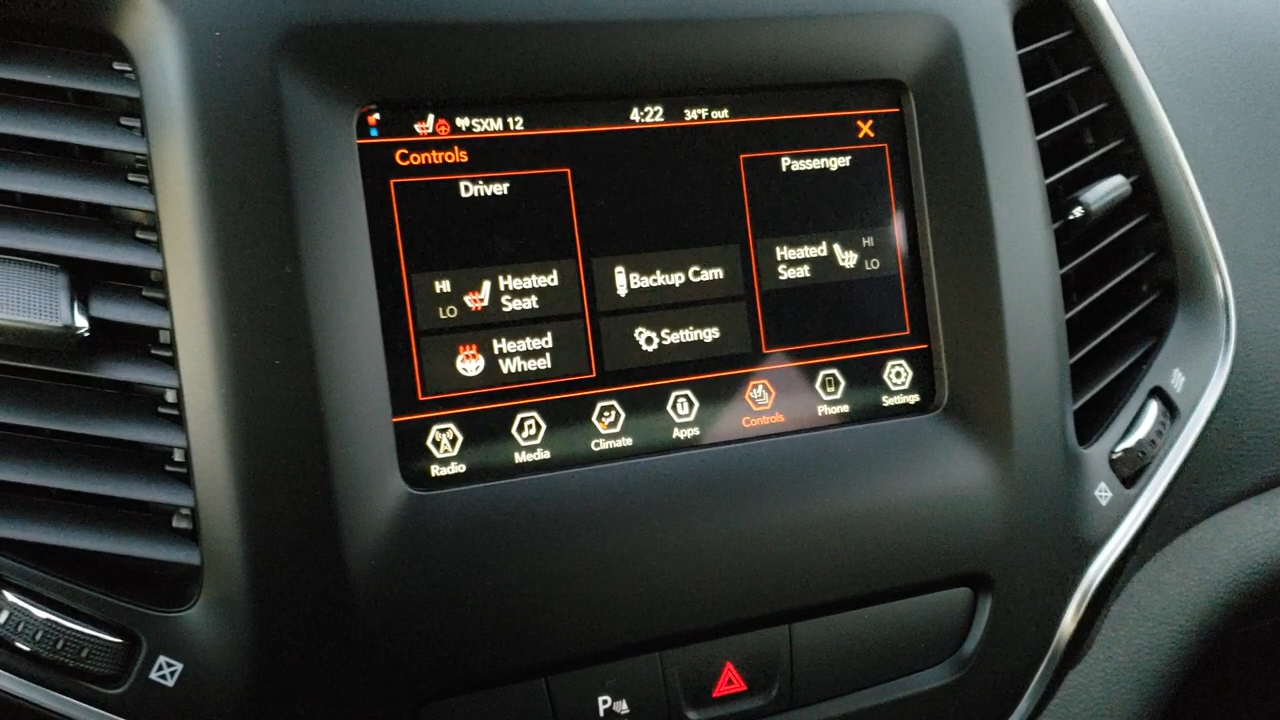 SXM 12 4:22 34°F out
Controls
Driver
HI
LO
Heated
Seat
Heated
Wheel
Backup Cam
Settings
Passenger
Heated
Seat
HI
LO
Radio
Media
Climate
Apps
Controls
Phone
Settings
P